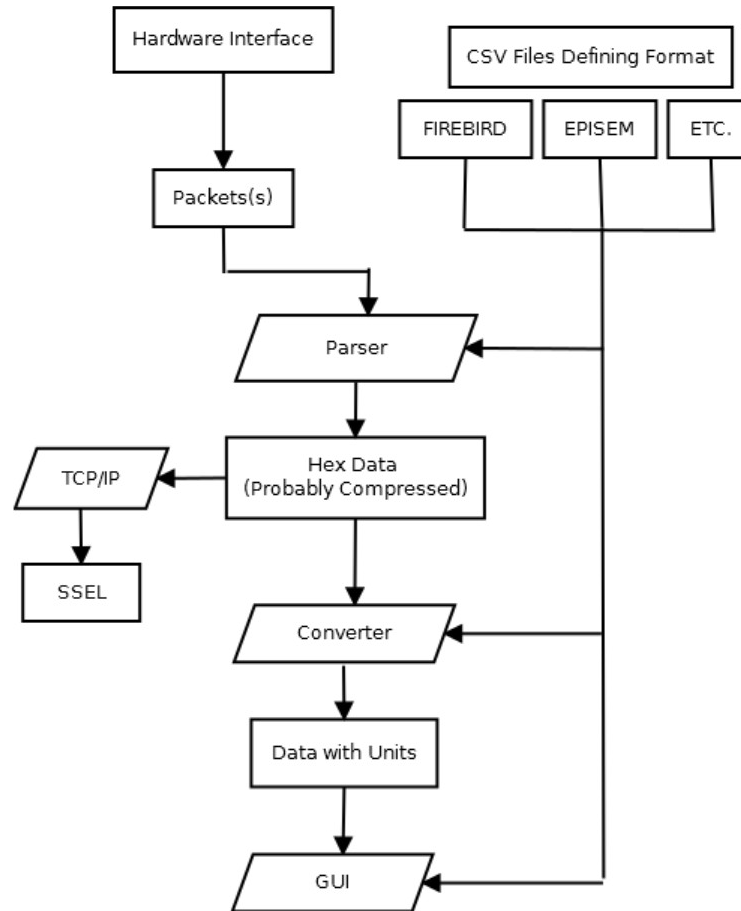 Hardware Interface
CSV Files Defining Format
FIREBIRD
EPISEM
ETC.
Packets(s)
Parser
Hex Data
(Probably Compressed)
TCP/IP
SSEL
Converter
Data with Units
GUI